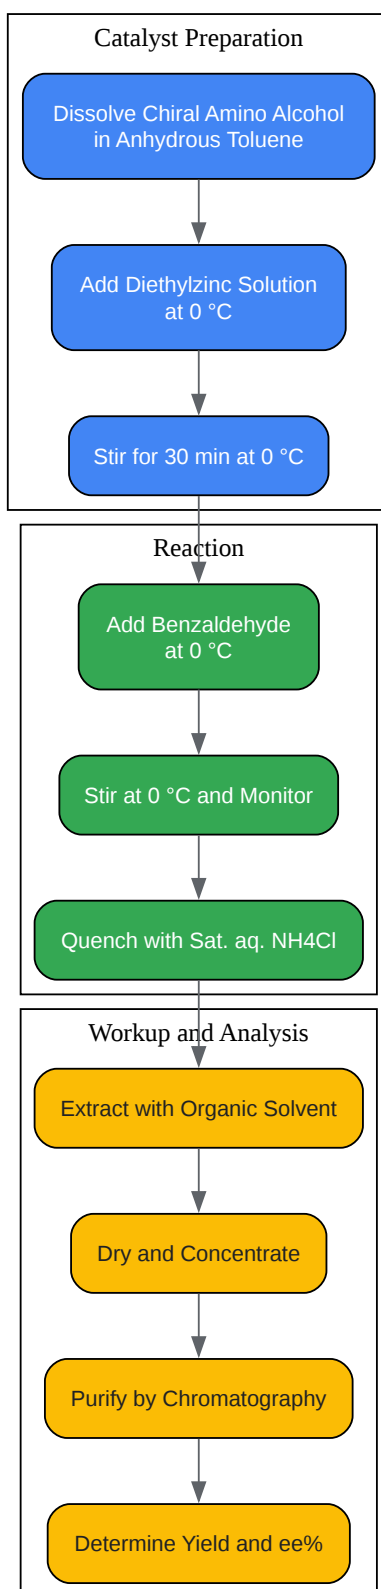 Catalyst Preparation
Dissolve Chiral Amino Alcohol
in Anhydrous Toluene
Add Diethylzinc Solution
at 0 °C
Stir for 30 min at 0 °C
Reaction
Add Benzaldehyde
at 0 °C
Stir at 0 °C and Monitor
Quench with Sat. aq. NH4Cl
Workup and Analysis
Extract with Organic Solvent
Dry and Concentrate
Purify by Chromatography
Determine Yield and ee%